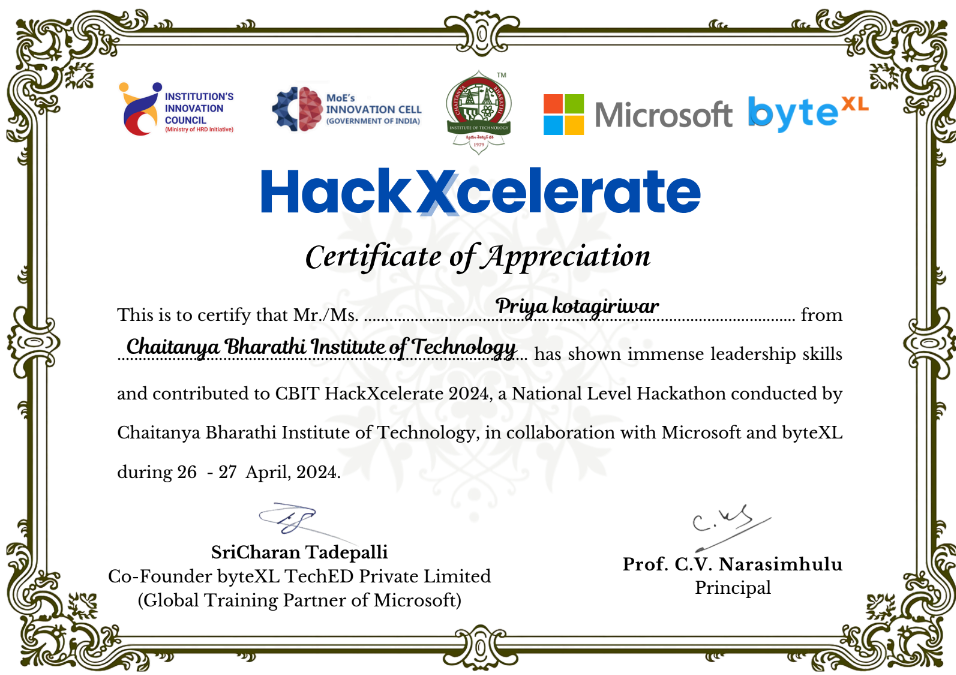 INSTITUTION'S
INNOVATION
COUNCIL
(Ministry of HRD Initiative)
MoE's
INNOVATION CELL
(GOVERNMENT OF INDIA)
TM
INSTITUTE OF TECHNOLOGY
1979
Microsoft
byteXL
HackXcelerate
Certificate of Appreciation
This is to certify that Mr./Ms. Priya kotagiriwar from
Chaitanya Bharathi Institute of Technology has shown immense leadership skills
and contributed to CBIT HackXcelerate 2024, a National Level Hackathon conducted by
Chaitanya Bharathi Institute of Technology, in collaboration with Microsoft and byteXL
during 26 - 27 April, 2024.
SriCharan Tadepalli
Co-Founder byteXL TechED Private Limited
(Global Training Partner of Microsoft)
Prof. C.V. Narasimhulu
Principal